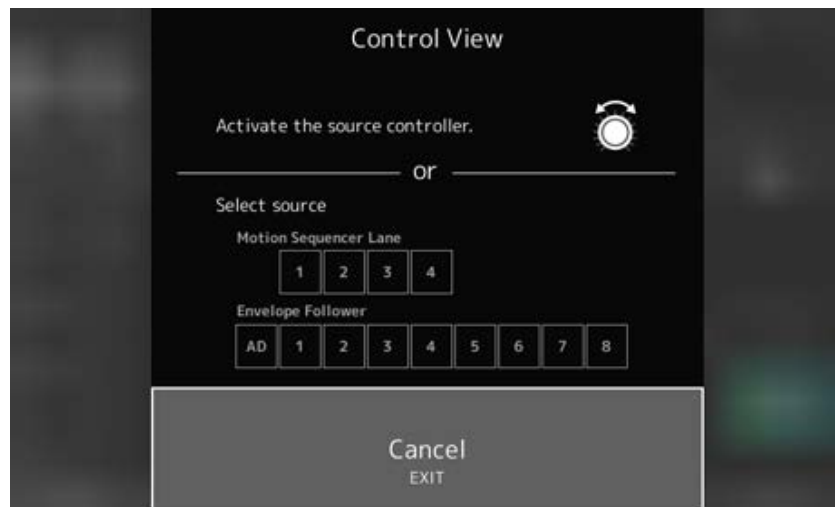 Control View
Activate the source controller.
or
Select source
Motion Sequencer Lane
1 2 3 4
Envelope Follower
AD 1 2 3 4 5 6 7 8
Cancel
EXIT